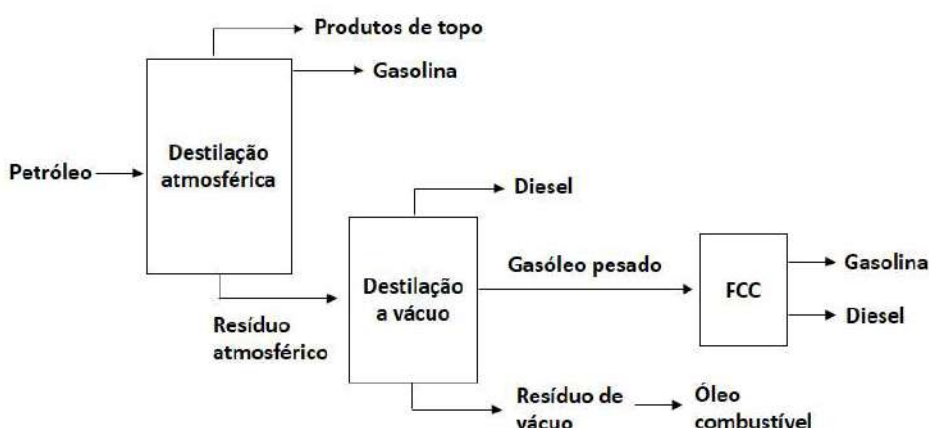 Produtos de topo
Gasolina
Petróleo
Destilação
atmosférica
Diesel
Gasóleo pesado
Gasolina
Destilação
a vácuo
FCC
Resíduo
atmosférico
Diesel
Resíduo de
vácuo
Óleo
combustível